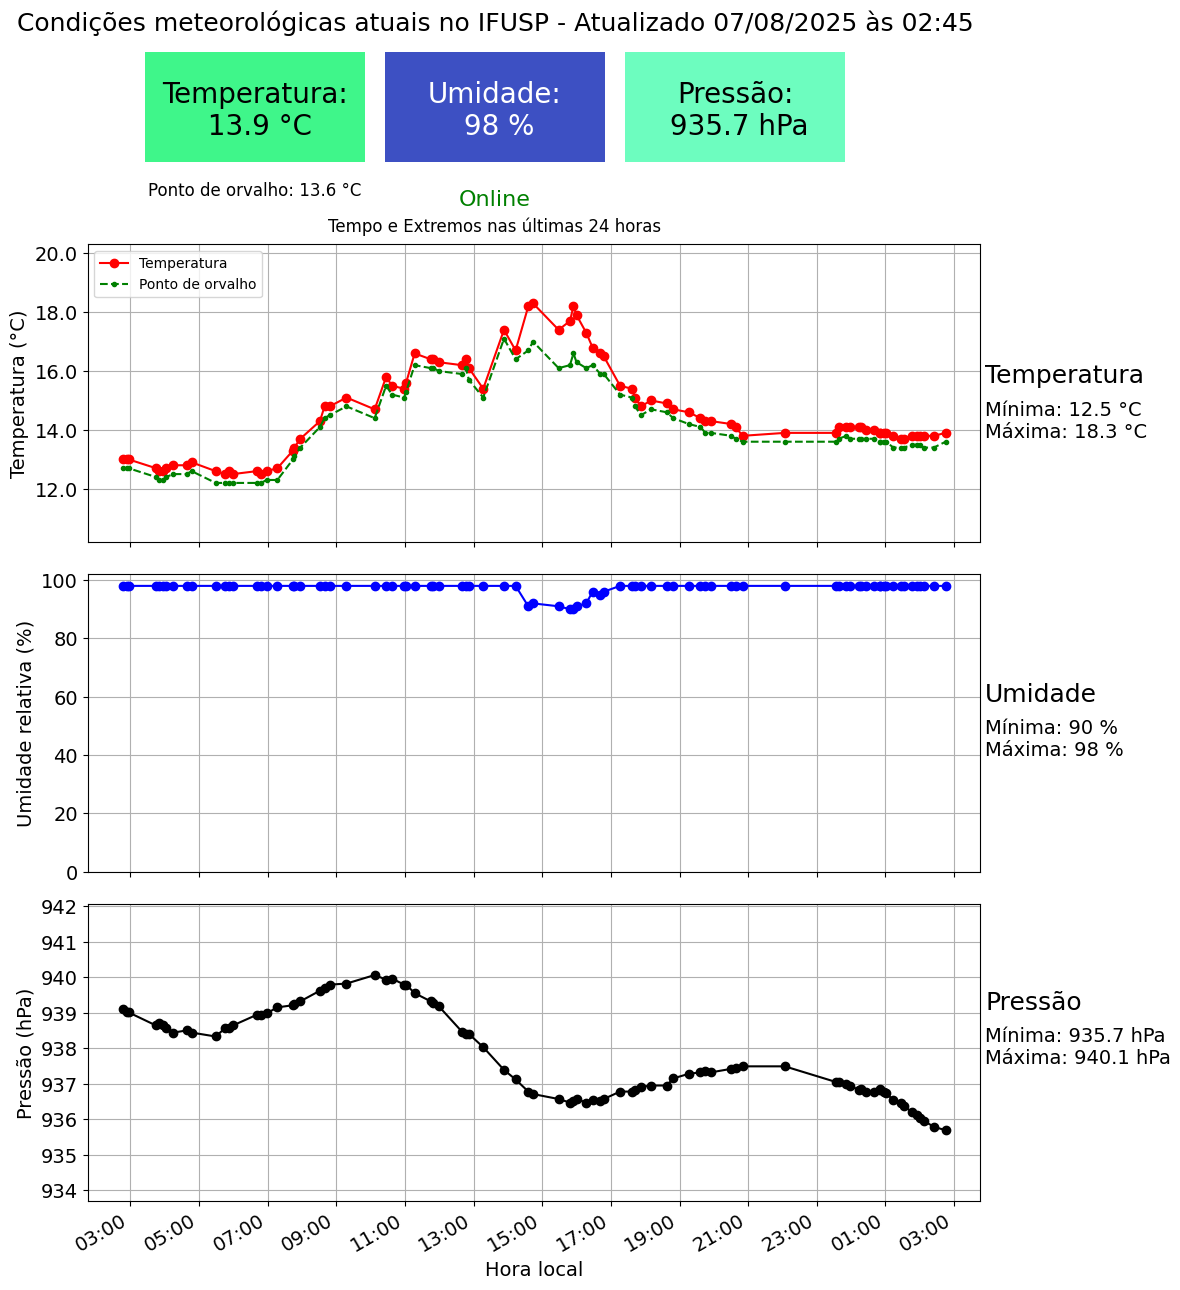 Condições meteorológicas atuais no IFUSP - Atualizado 07/08/2025 às 02:45
Temperatura:
13.9 °C
Umidade:
98 %
Pressão:
935.7 hPa
Ponto de orvalho: 13.6 °C
Online
Tempo e Extremos nas últimas 24 horas
Temperatura
Ponto de orvalho
Temperatura (°C)
20.0
18.0
16.0
14.0
12.0
Temperatura
Mínima: 12.5 °C
Máxima: 18.3 °C
Umidade relativa (%)
100
80
60
40
20
0
Umidade
Mínima: 90 %
Máxima: 98 %
Pressão (hPa)
942
941
940
939
938
937
936
935
934
Pressão
Mínima: 935.7 hPa
Máxima: 940.1 hPa
03:00 05:00 07:00 09:00 11:00 13:00 15:00 17:00 19:00 21:00 23:00 01:00 03:00
Hora local